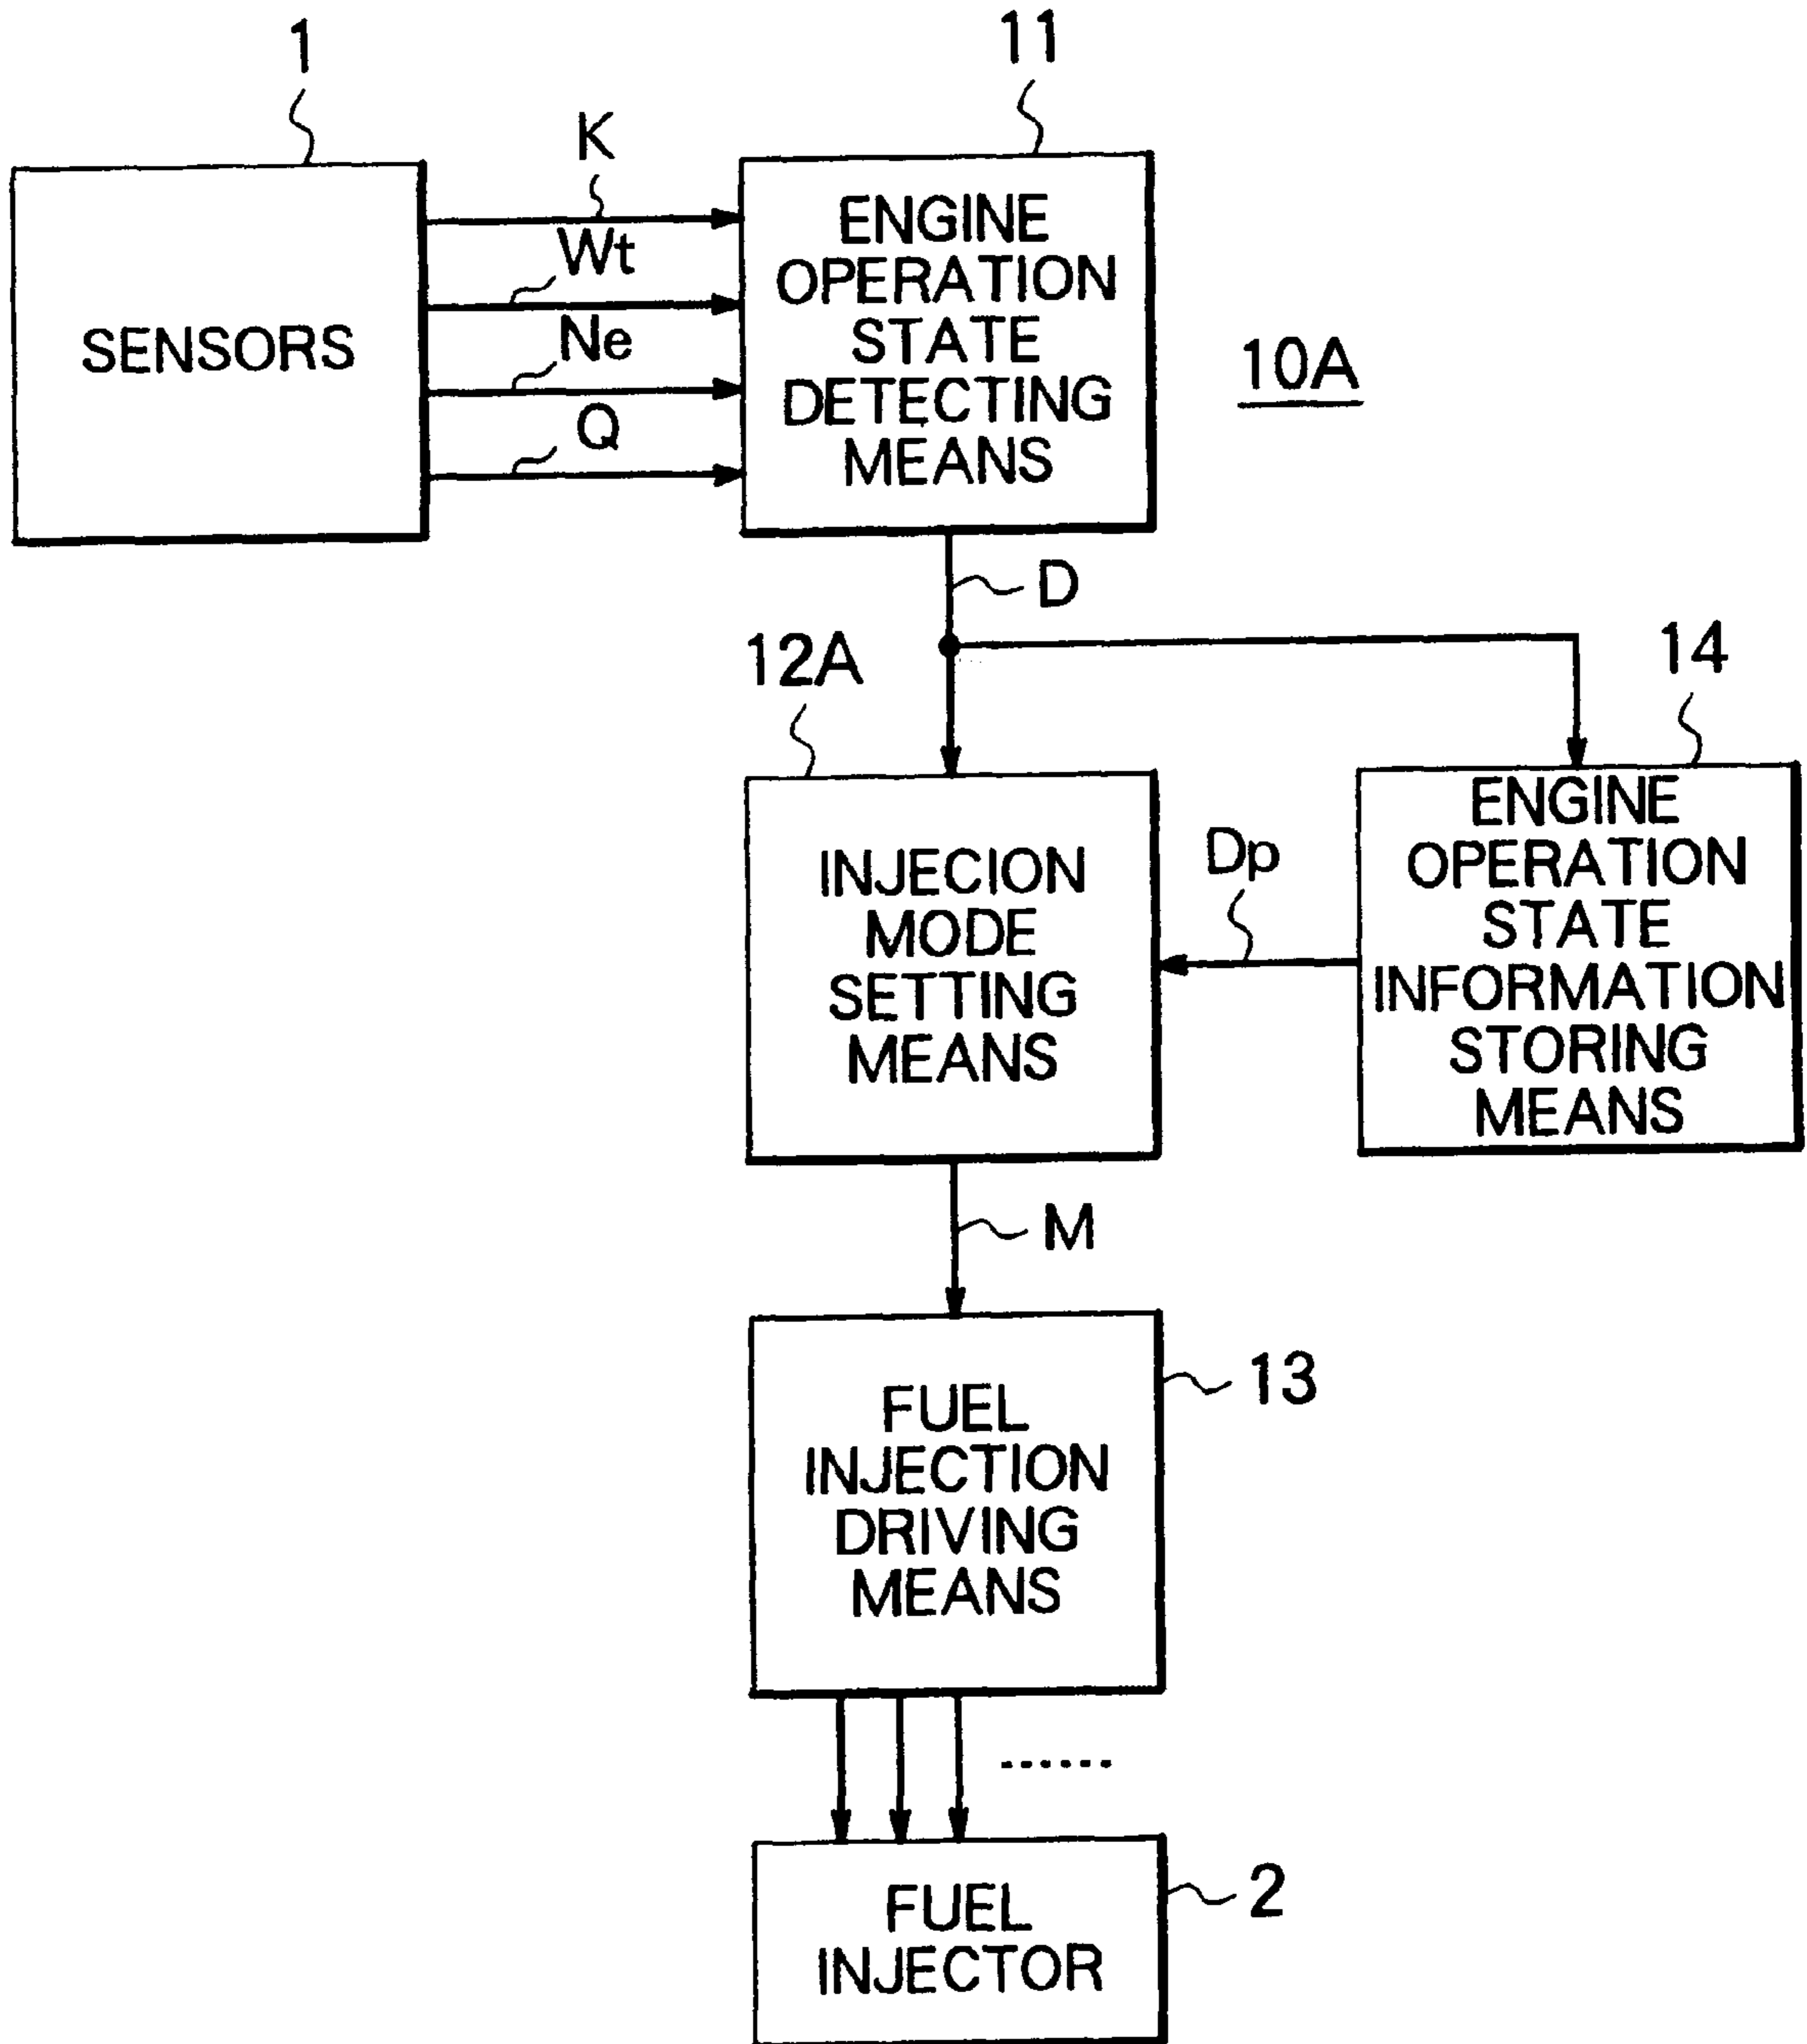 1
11
K
Wt
Ne
Q
SENSORS
ENGINE
OPERATION
STATE
DETECTING
MEANS
10A
D
12A
14
INJECION
MODE
SETTING
MEANS
Dp
ENGINE
OPERATION
STATE
INFORMATION
STORING
MEANS
M
13
FUEL
INJECTION
DRIVING
MEANS
......
2
FUEL
INJECTOR